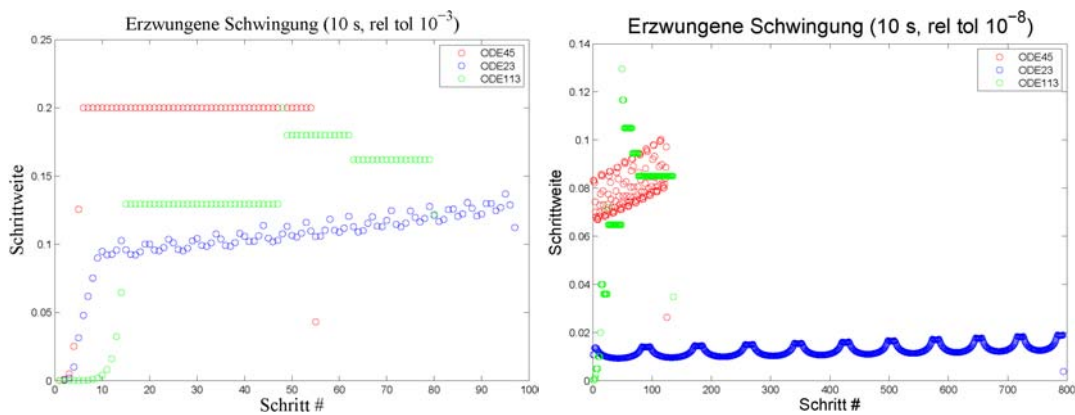 Erzwungene Schwingung (10 s, rel tol 10⁻³)
0.25
0.2
0.15
0.1
0.05
0
Schrittweite
ODE45
ODE23
ODE113
0 10 20 30 40 50 60 70 80 90 100
Schritt #
Erzwungene Schwingung (10 s, rel tol 10⁻⁸)
0.14
0.12
0.1
0.08
0.06
0.04
0.02
0
Schrittweite
ODE45
ODE23
ODE113
0 100 200 300 400 500 600 700 800
Schritt #